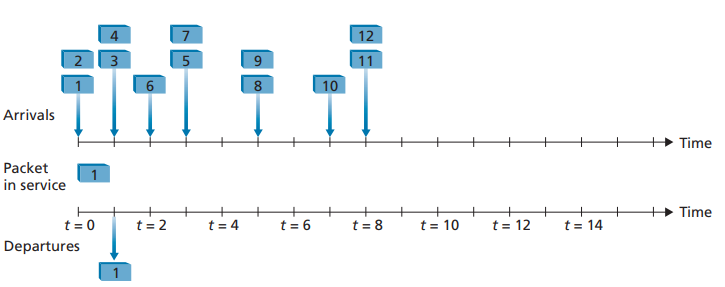 4 7 12
2 3 5 9 11
1 6 8 10
Arrivals
Time
Packet
in service
1
Time
t = 0 t = 2 t = 4 t = 6 t = 8 t = 10 t = 12 t = 14
Departures
1